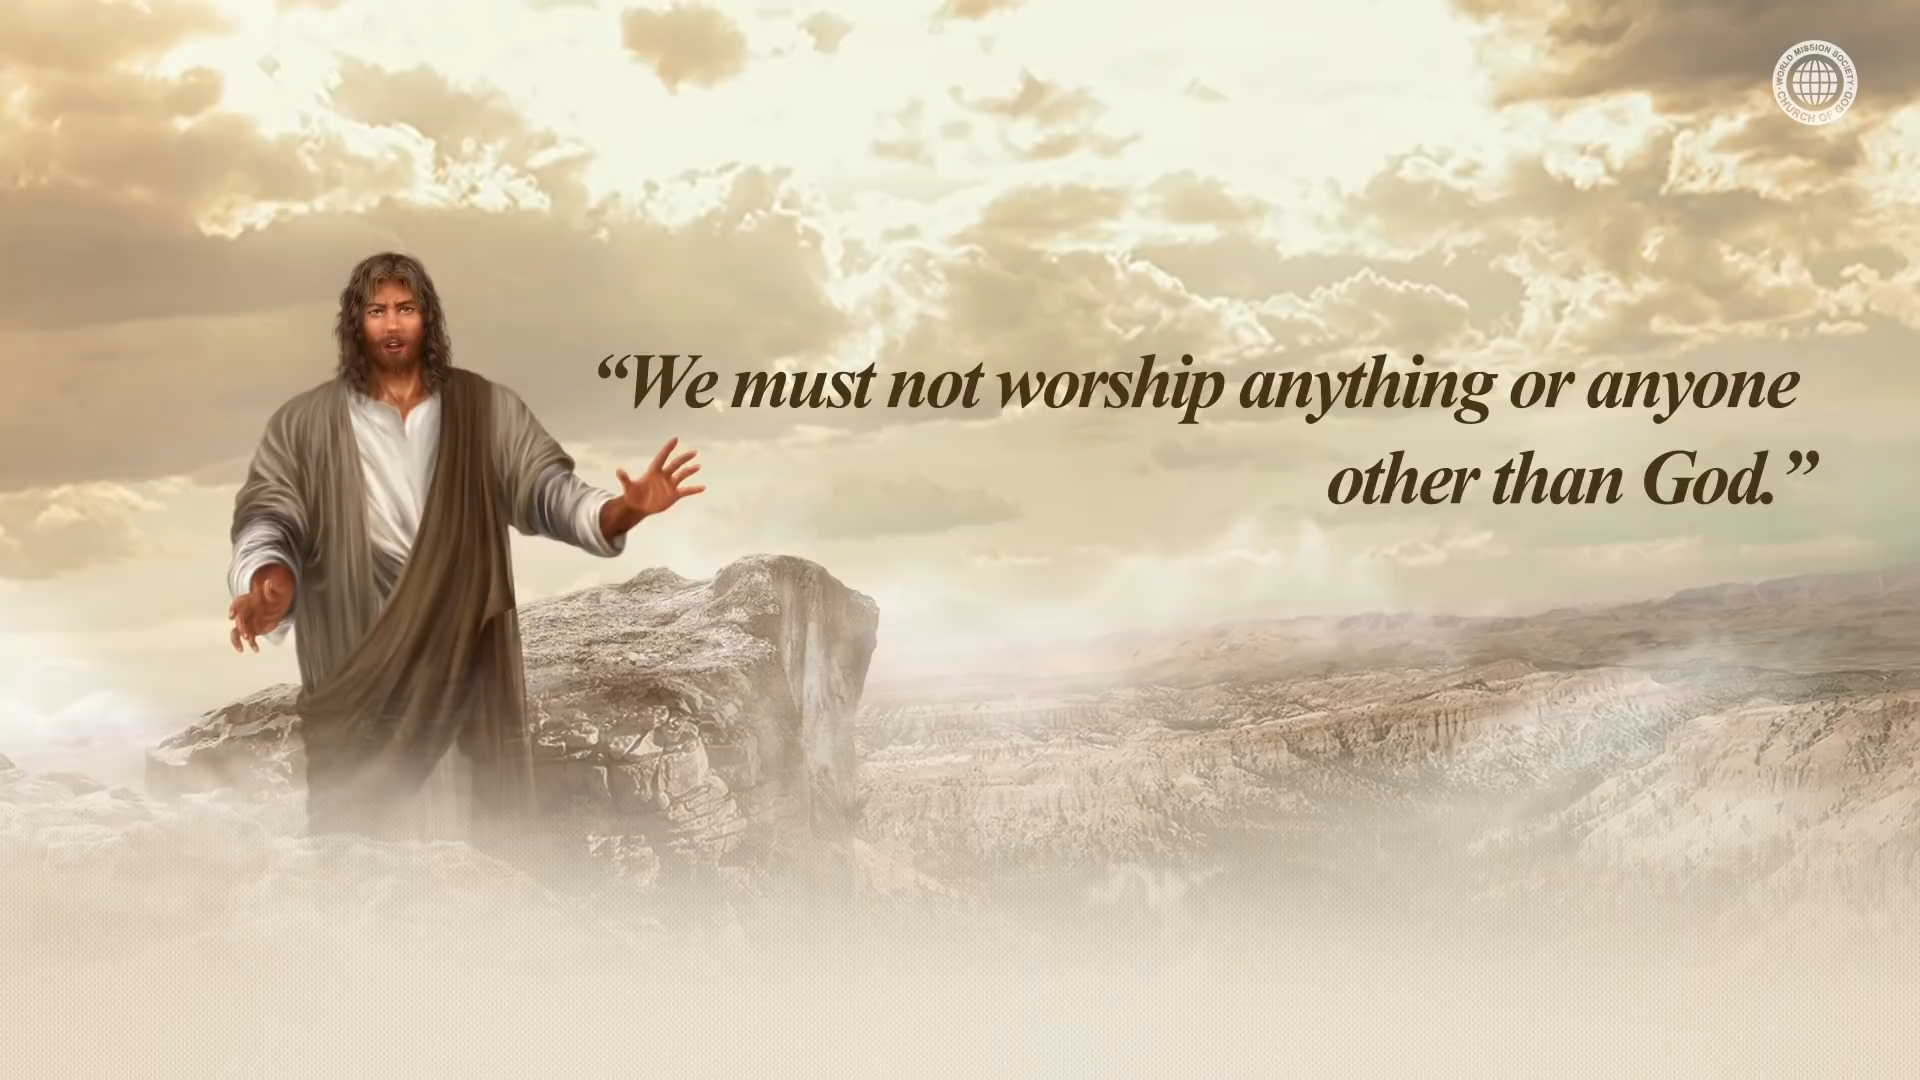 WORLD MISSION SOCIETY
CHURCH OF GOD
“We must not worship anything or anyone
other than God.”